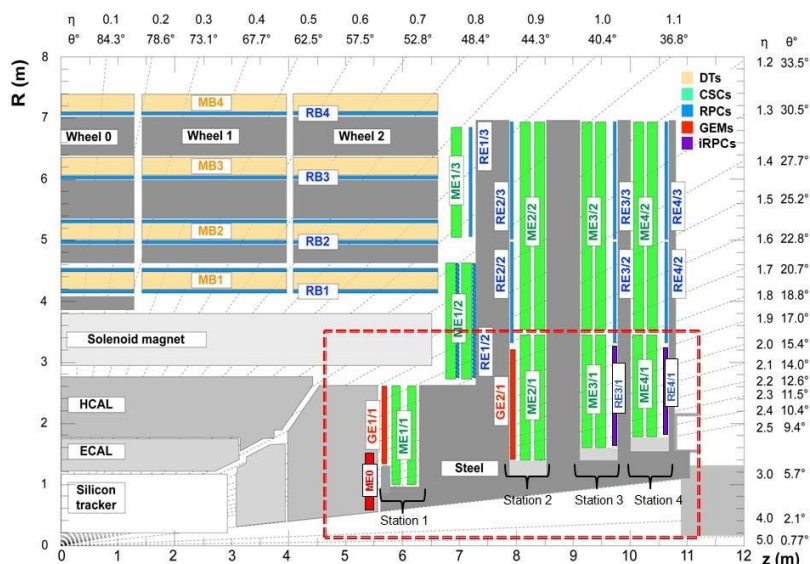 η 0.1 0.2 0.3 0.4 0.5 0.6 0.7 0.8 0.9 1.0 1.1
θ° 84.3° 78.6° 73.1° 67.7° 62.5° 57.5° 52.8° 48.4° 44.3° 40.4° 36.8° η θ°
R (m)
8
7
6
5
4
3
2
1
0
1.2 33.5°
1.3 30.5°
1.4 27.7°
1.5 25.2°
1.6 22.8°
1.7 20.7°
1.8 18.8°
1.9 17.0°
2.0 15.4°
2.1 14.0°
2.2 12.6°
2.3 11.5°
2.4 10.4°
2.5 9.4°
3.0 5.7°
4.0 2.1°
5.0 0.77°
DTs
CSCs
RPCs
GEMs
iRPCs
MB4
RB4
Wheel 0 Wheel 1 Wheel 2
MB3
RB3
MB2
RB2
MB1
RB1
Solenoid magnet
HCAL
ECAL
Silicon
tracker
Steel
ME1/3
RE1/3
ME1/2
RE1/2
RE2/3
RE2/2
ME2/2
ME3/2
RE3/3
RE3/2
ME4/2
RE4/3
RE4/2
GE1/1
ME1/1
ME0
GE2/1
ME2/1
ME3/1
RE3/1
ME4/1
RE4/1
Station 1
Station 2
Station 3
Station 4
0 1 2 3 4 5 6 7 8 9 10 11 12
z (m)